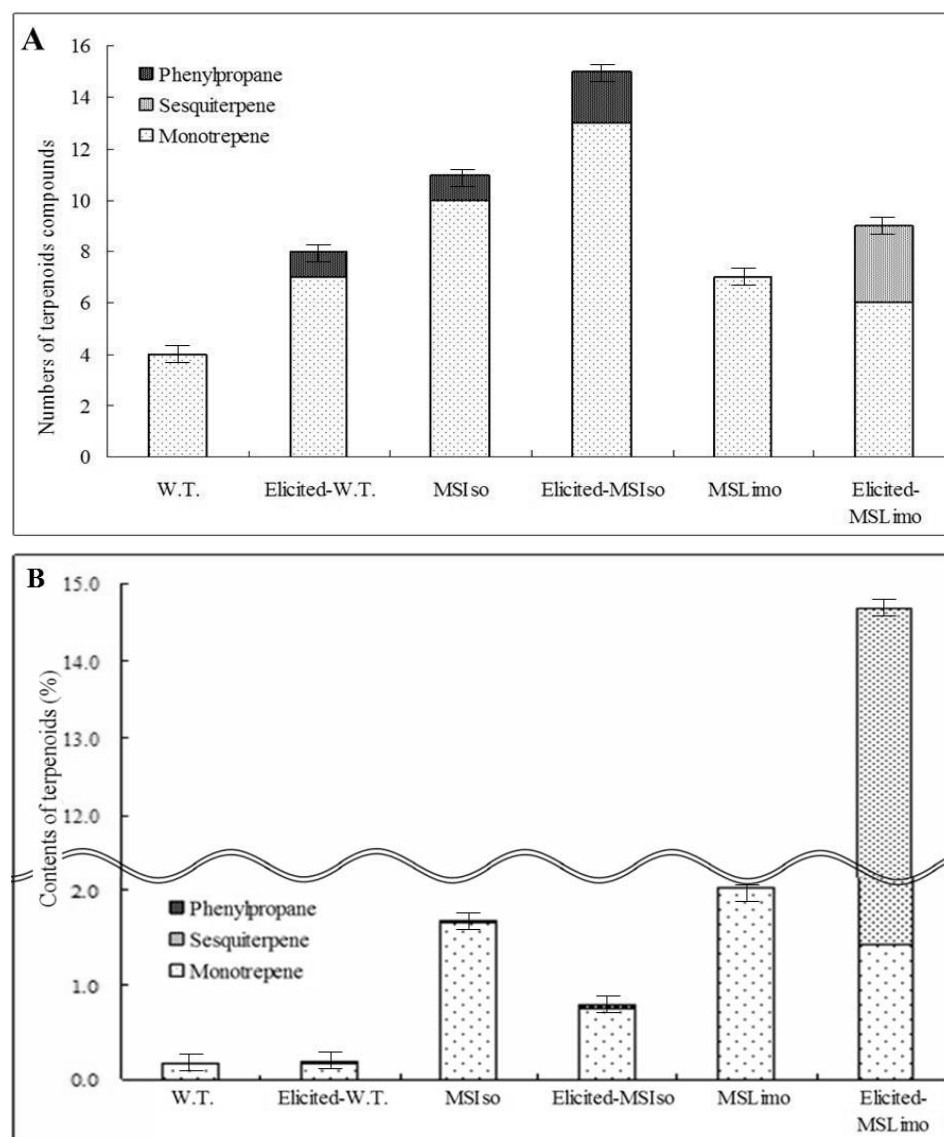 A
Numbers of terpenoids compounds
16
14
12
10
8
6
4
2
0
Phenylpropane
Sesquiterpene
Monotrepene
W.T.
Elicited-W.T.
MSIso
Elicited-MSIso
MSLimo
Elicited-
MSLimo
B
Contents of terpenoids (%)
15.0
14.0
13.0
12.0
2.0
1.0
0.0
Phenylpropane
Sesquiterpene
Monotrepene
W.T.
Elicited-W.T.
MSIso
Elicited-MSIso
MSLimo
Elicited-
MSLimo